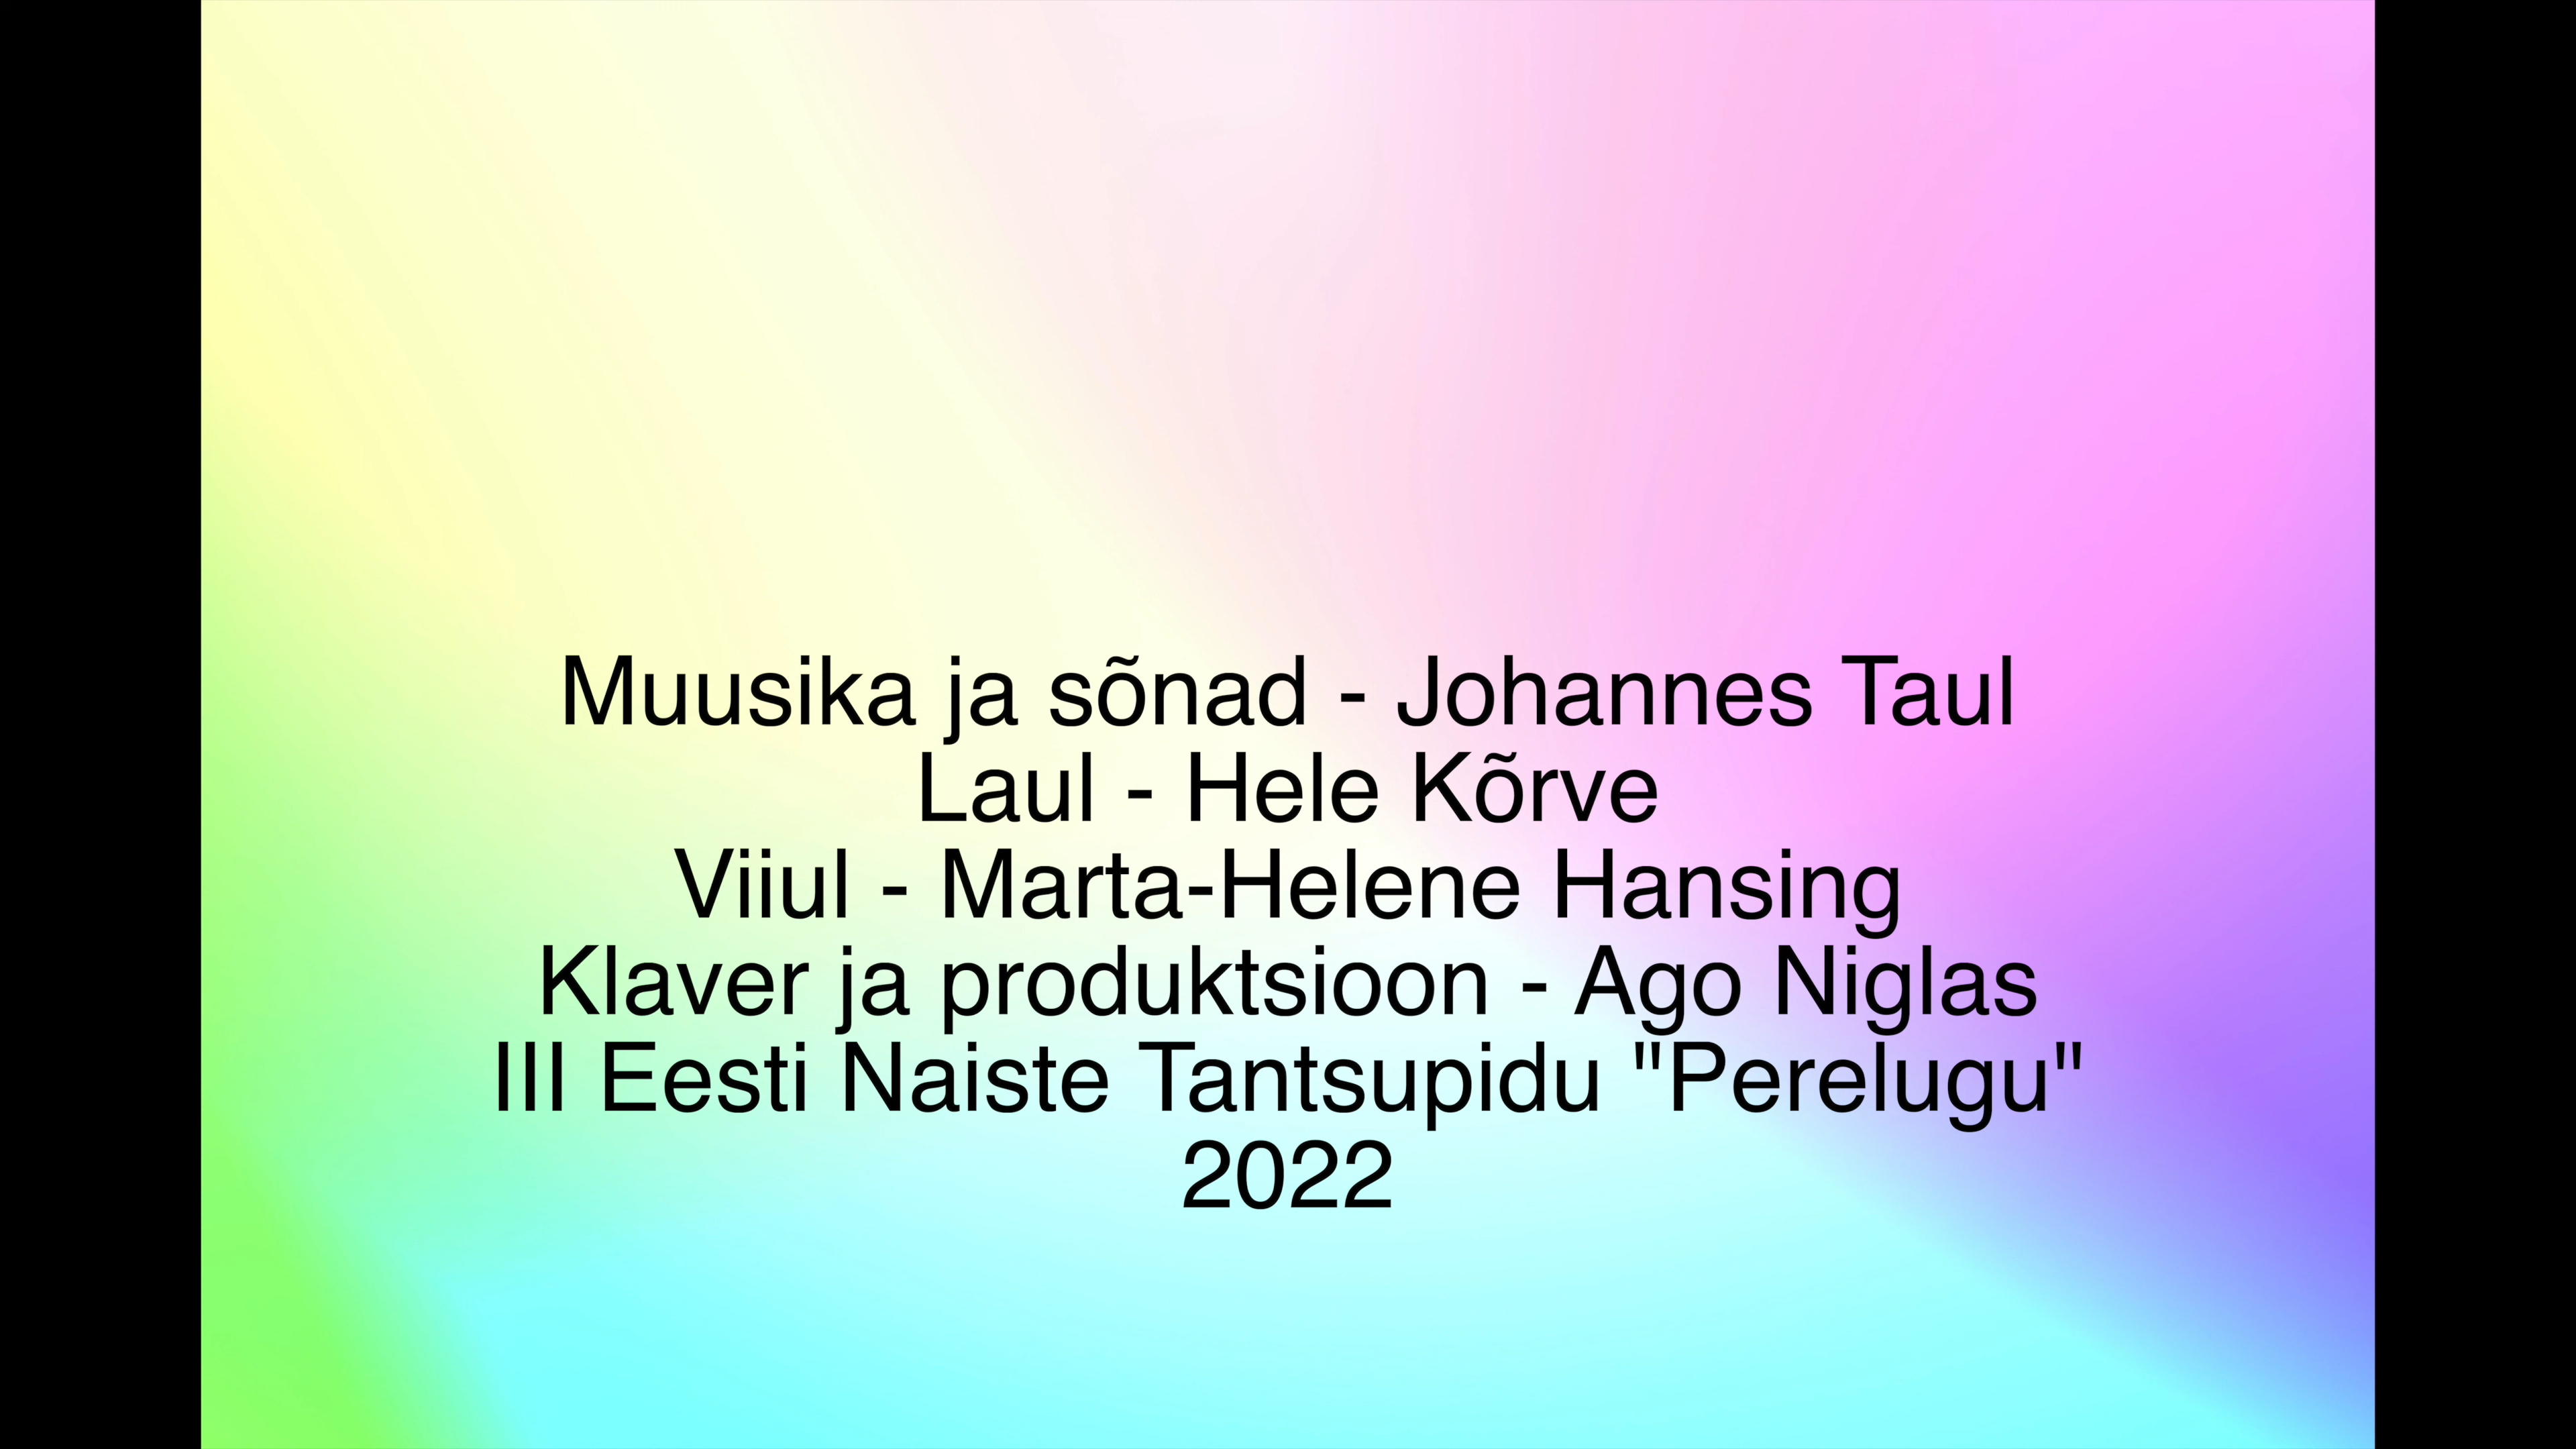 Muusika ja sõnad - Johannes Taul
Laul - Hele Kõrve
Viiul - Marta-Helene Hansing
Klaver ja produktsioon - Ago Niglas
III Eesti Naiste Tantsupidu "Perelugu"
2022